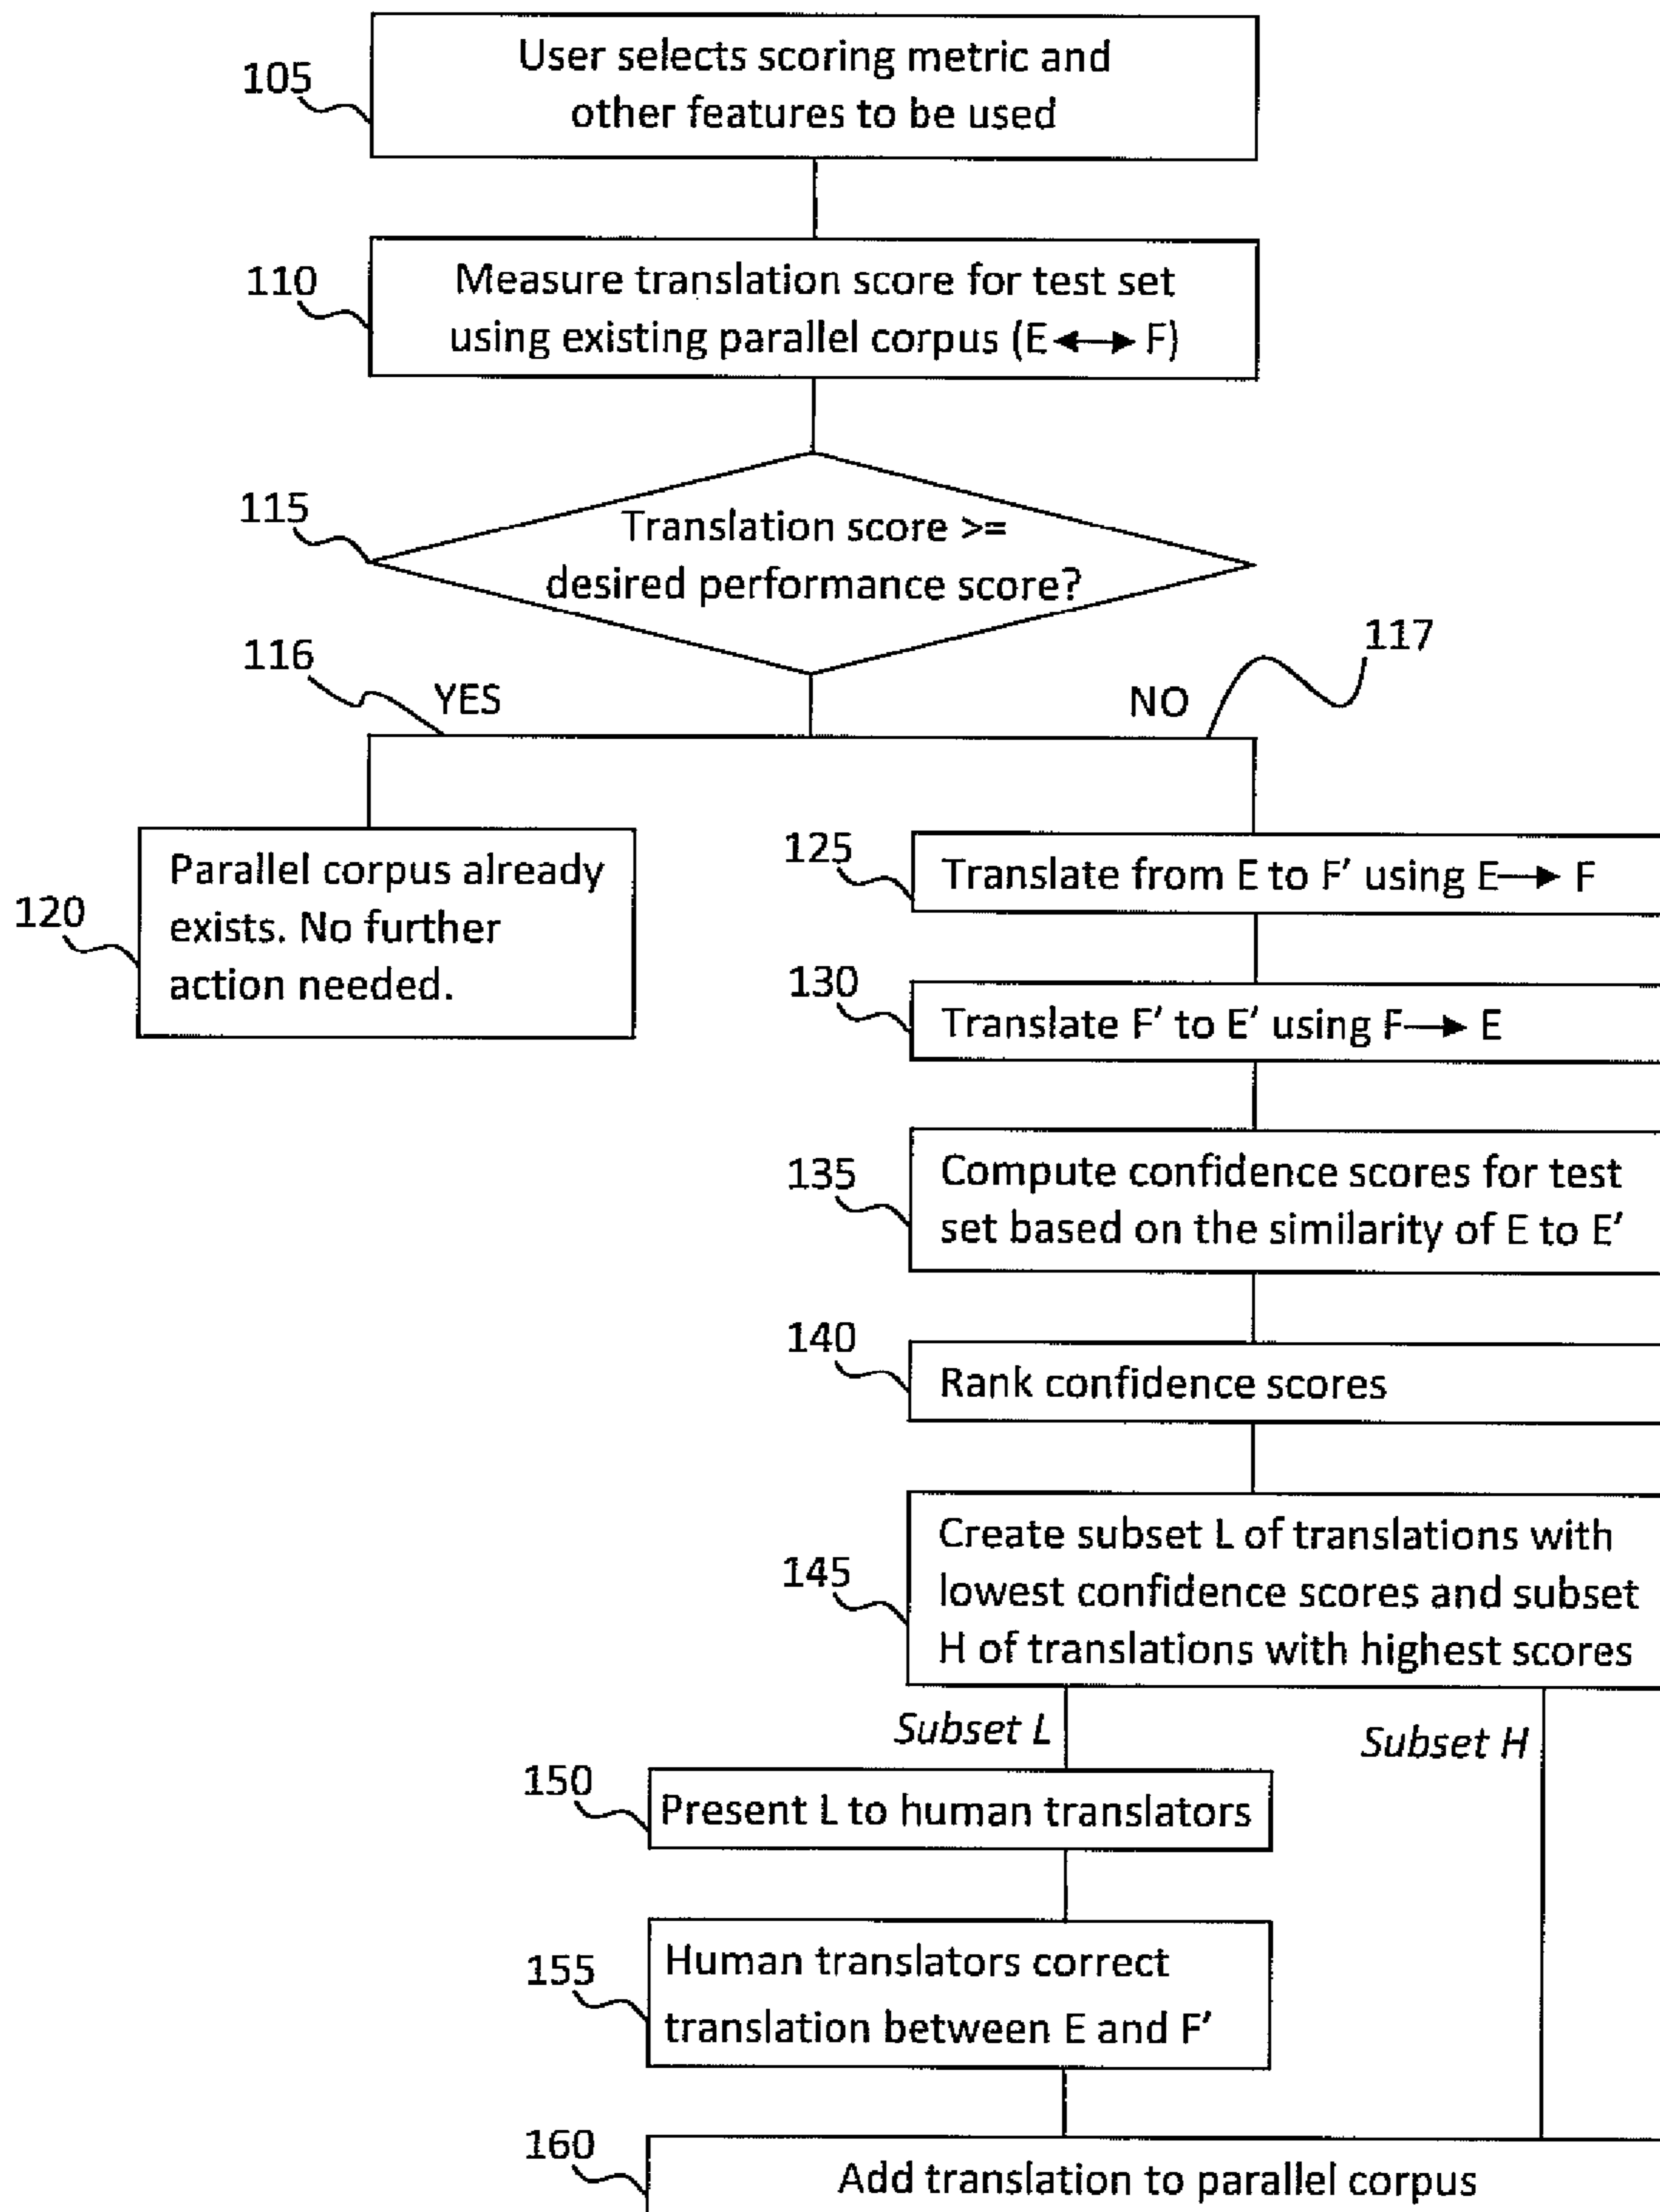 User selects scoring metric and
other features to be used
105
Measure translation score for test set
using existing parallel corpus (E ⟷ F)
110
Translation score >=
desired performance score?
115
116
YES
NO
117
Parallel corpus already
exists. No further
action needed.
120
125
Translate from E to F' using E⟶ F
130
Translate F' to E' using F⟶ E
135
Compute confidence scores for test
set based on the similarity of E to E'
140
Rank confidence scores
145
Create subset L of translations with
lowest confidence scores and subset
H of translations with highest scores
Subset L
Subset H
150
Present L to human translators
155
Human translators correct
translation between E and F'
160
Add translation to parallel corpus